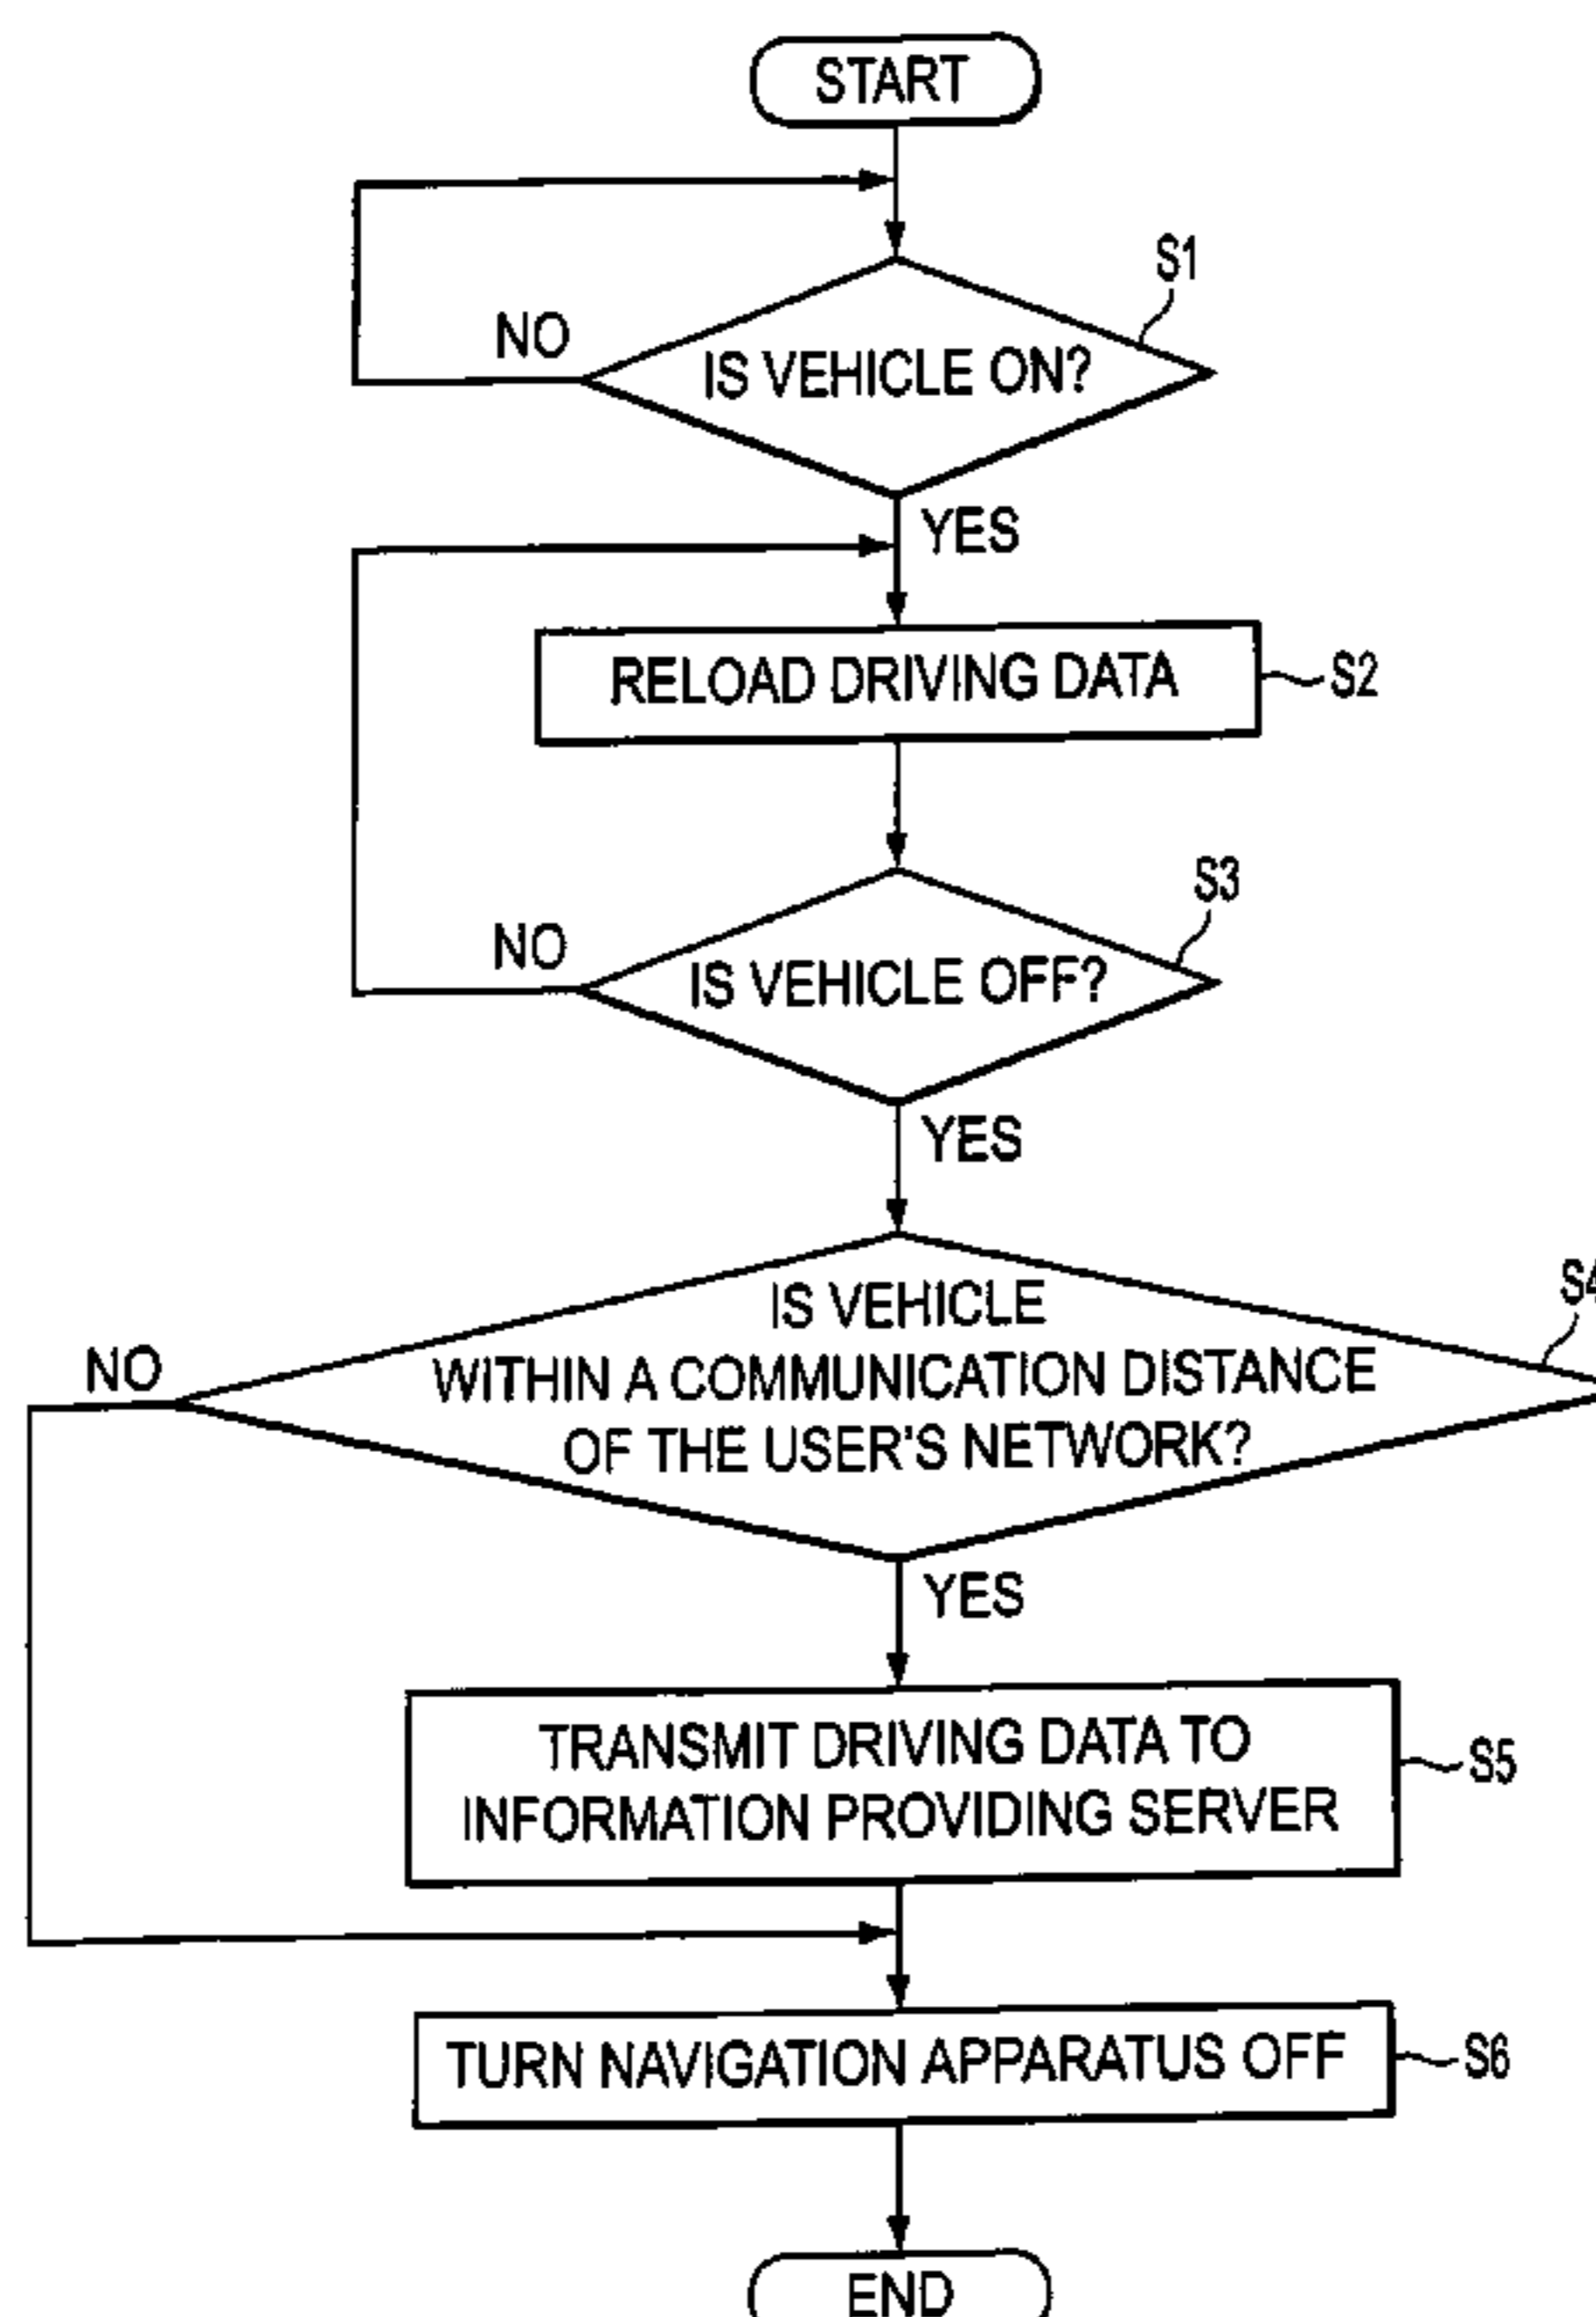 START
S1
NO
IS VEHICLE ON?
YES
RELOAD DRIVING DATA
S2
S3
NO
IS VEHICLE OFF?
YES
S4
IS VEHICLE
NO
WITHIN A COMMUNICATION DISTANCE
OF THE USER'S NETWORK?
YES
TRANSMIT DRIVING DATA TO
INFORMATION PROVIDING SERVER
S5
TURN NAVIGATION APPARATUS OFF
S6
END